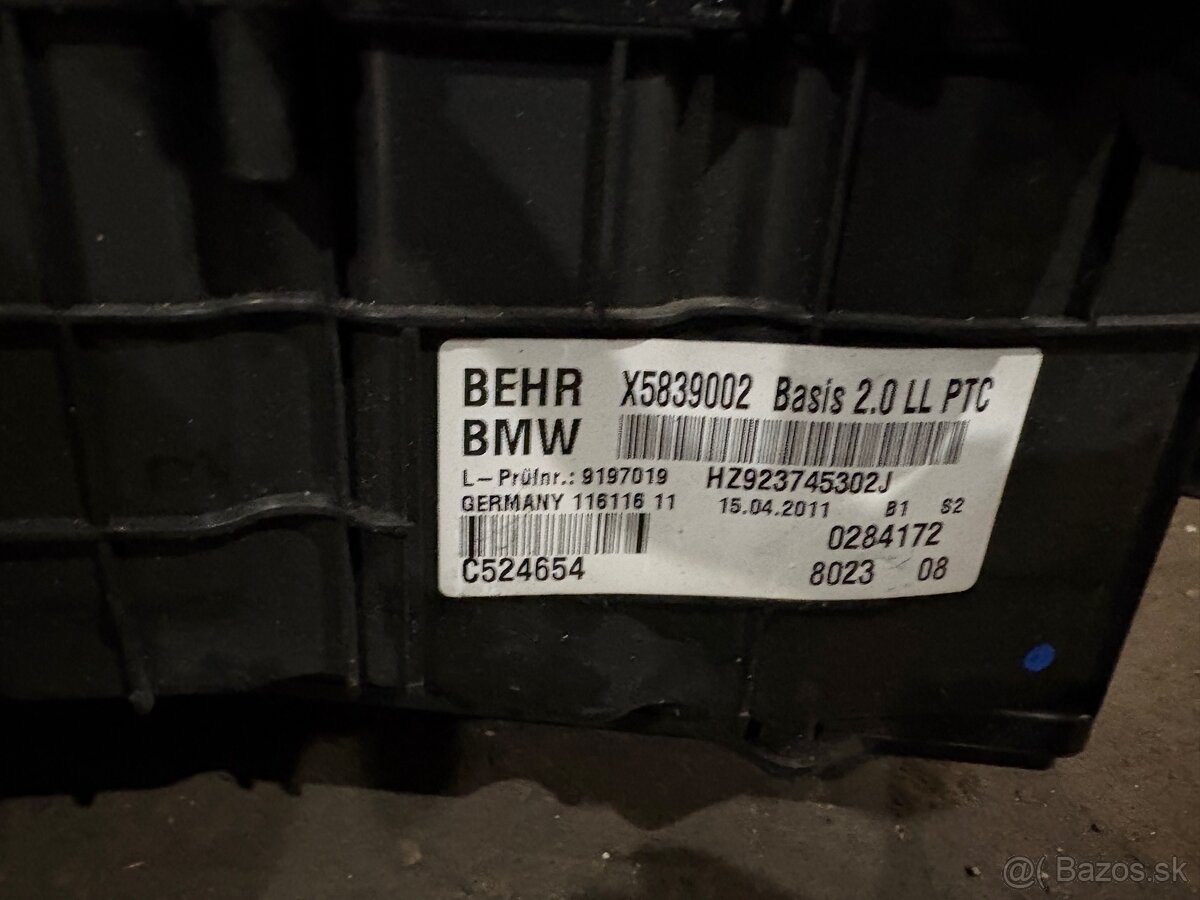 BEHR X5839002 Basis 2.0 LL PTC
BMW
L-Prüfnr.: 9197019 HZ923745302J
GERMANY 116116 11 15.04.2011 B1 S2
0284172
C524654 8023 08
@( Bazos.sk